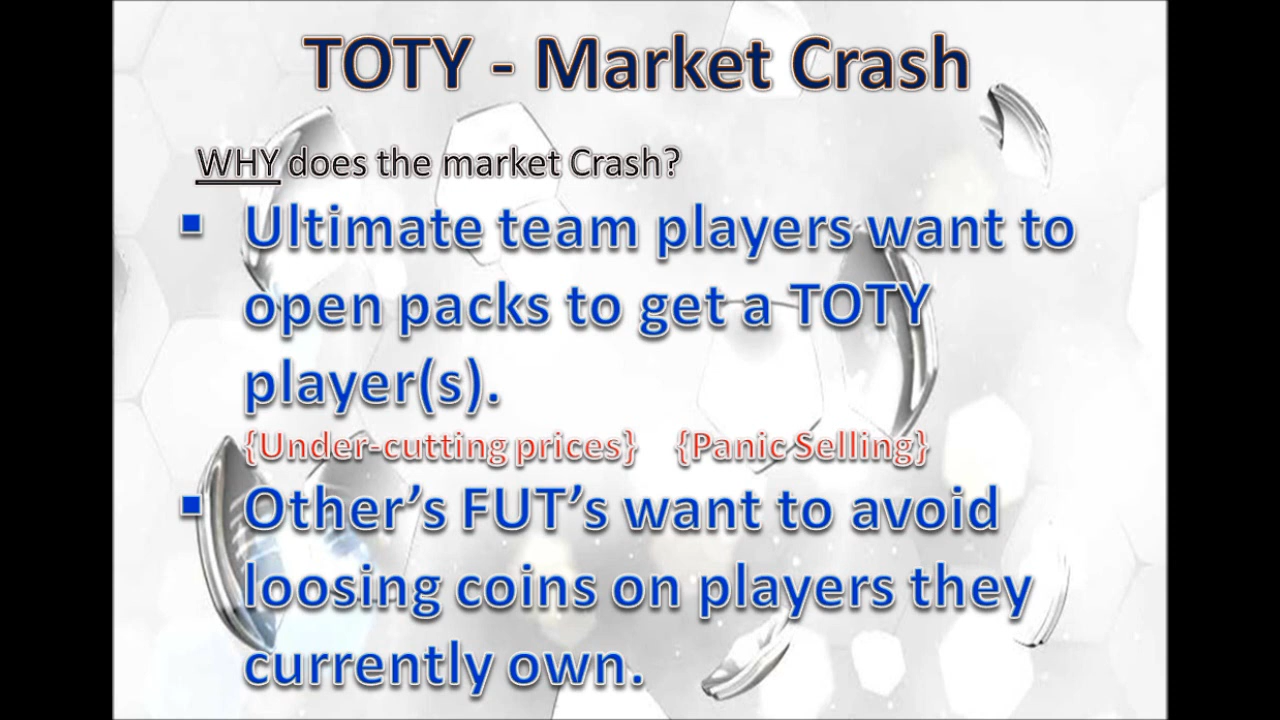 TOTY - Market Crash
WHY does the market Crash?
▪ Ultimate team players want to
open packs to get a TOTY
player(s).
{Under-cutting prices} {Panic Selling}
▪ Other’s FUT’s want to avoid
loosing coins on players they
currently own.